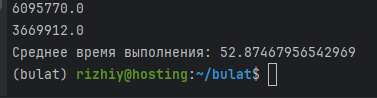 6095770.0
3669912.0
Среднее время выполнения: 52.87467956542969
(bulat) rizhiy@hosting:~/bulat$